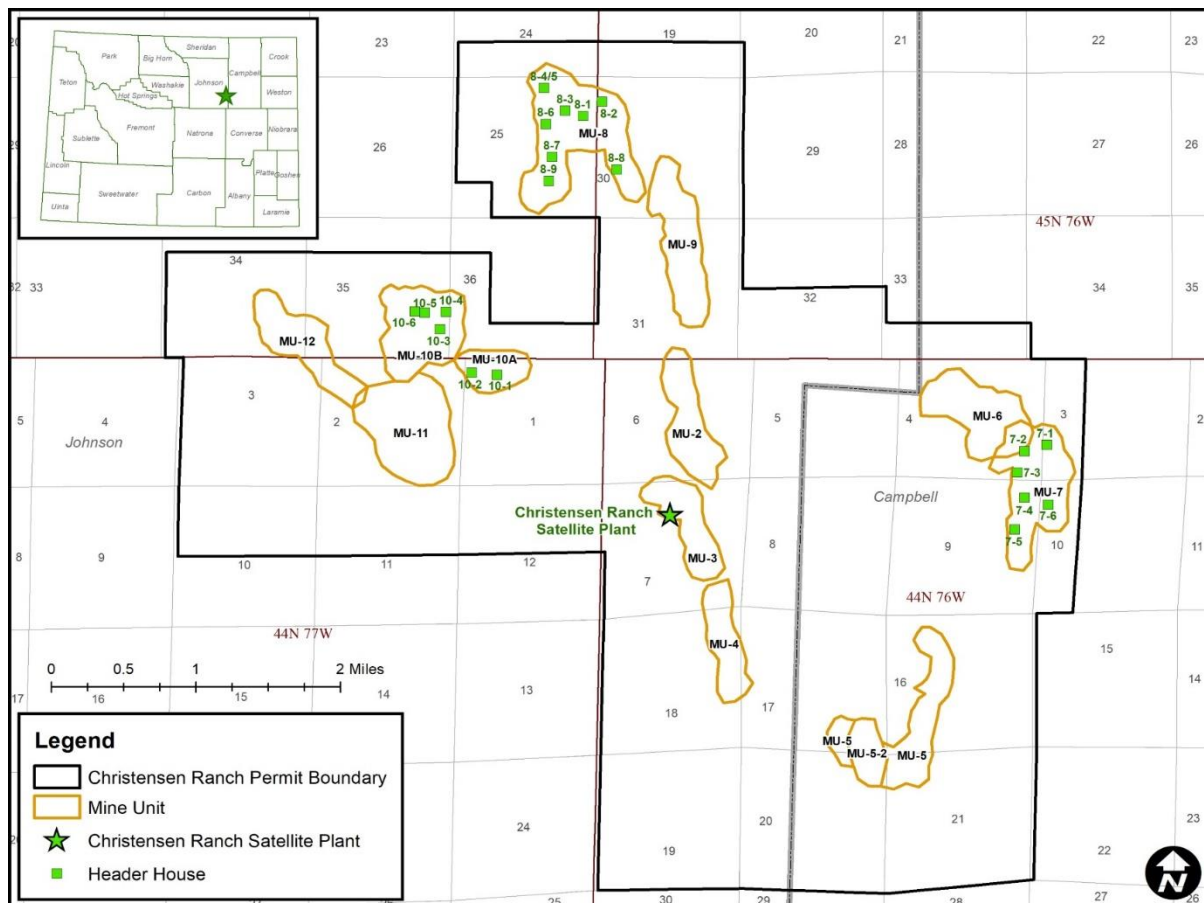 Park
Big Horn
Sheridan
Campbell
Crook
Teton
Washakie
Johnson
Weston
Hot Springs
Fremont
Natrona
Converse
Niobrara
Sublette
Lincoln
Sweetwater
Carbon
Albany
Platte
Goshen
Uinta
Laramie
23
24
19
20
21
22
23
8-4/5
8-3
8-1
8-2
8-6
MU-8
25
26
8-7
8-9
8-8
30
29
28
27
26
MU-9
45N 76W
34
35
36
33
31
32
33
34
35
10-5
10-4
10-6
10-3
MU-12
MU-10B
MU-10A
10-2
10-1
5
4
3
2
1
6
5
4
3
2
Johnson
MU-11
MU-2
MU-6
7-2
7-1
7-3
MU-7
7-4
7-6
7-5
Campbell
Christensen Ranch
Satellite Plant
8
9
10
11
12
7
8
9
10
11
MU-3
44N 76W
44N 77W
MU-4
0
0.5
1
2 Miles
17
16
15
14
13
18
17
16
15
14
MU-5
MU-5-2
MU-5
24
19
20
21
22
23
25
30
29
28
27
26
Legend
Christensen Ranch Permit Boundary
Mine Unit
Christensen Ranch Satellite Plant
Header House
N